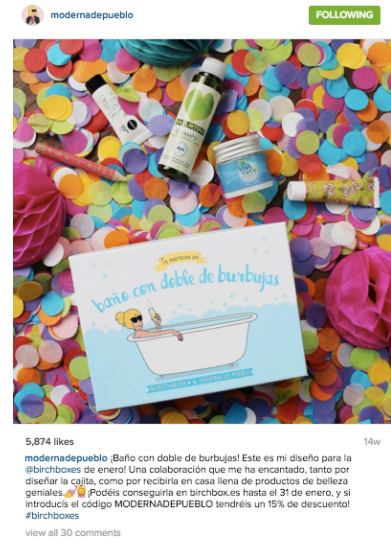 modernadepueblo
FOLLOWING
Te mereces un
baño con doble de burbujas
5,874 likes
14w
modernadepueblo ¡Baño con doble de burbujas! Este es mi diseño para la
@birchboxes de enero! Una colaboración que me ha encantado, tanto por
diseñar la cajita, como por recibirla en casa llena de productos de belleza
geniales.💅💆¡Podéis conseguirla en birchbox.es hasta el 31 de enero, y si
introducís el código MODERNADEPUEBLO tendréis un 15% de descuento!
#birchboxes
view all 30 comments